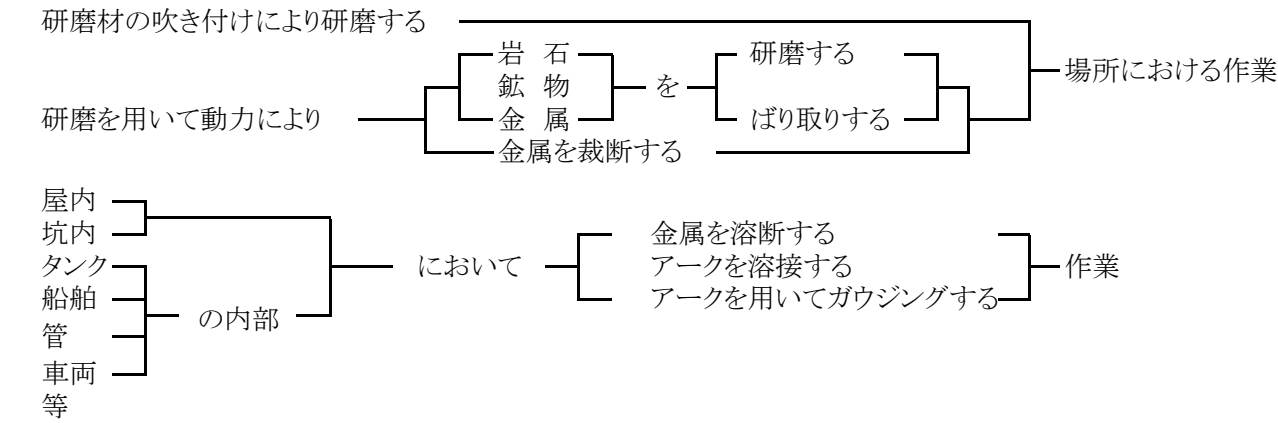 研磨材の吹き付けにより研磨する
岩 石
鉱 物
金 属
を
研磨する
ばり取りする
場所における作業
研磨を用いて動力により
金属を裁断する
屋内
坑内
タンク
船舶
管
車両
等
の内部
において
金属を溶断する
アークを溶接する
アークを用いてガウジングする
作業